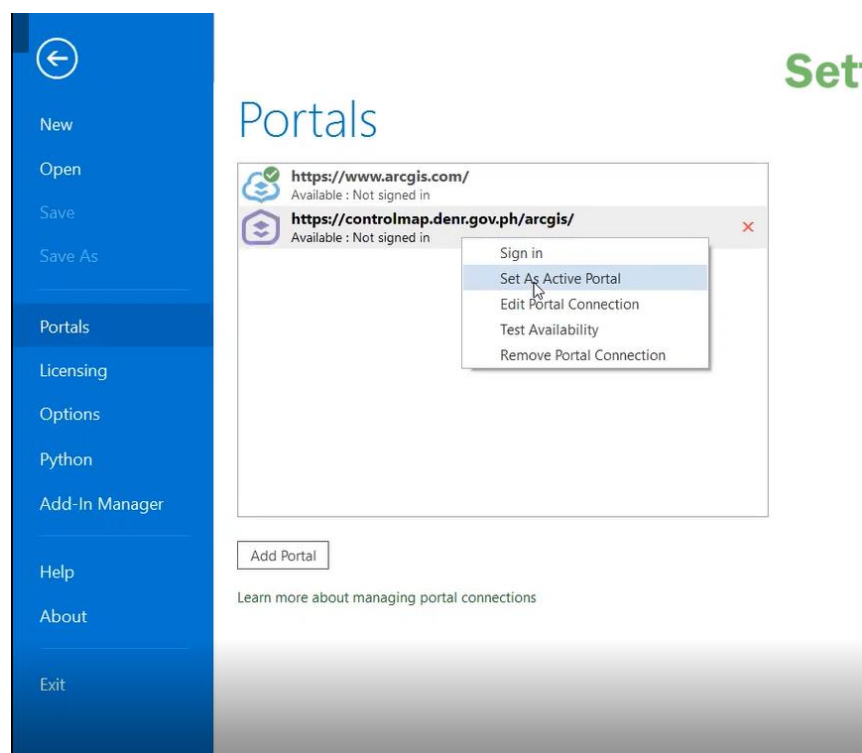 Portals
New
Open
Save
Save As
Portals
Licensing
Options
Python
Add-In Manager
Help
About
Exit
https://www.arcgis.com/
Available : Not signed in
https://controlmap.denr.gov.ph/arcgis/
Available : Not signed in
Sign in
Set As Active Portal
Edit Portal Connection
Test Availability
Remove Portal Connection
Add Portal
Learn more about managing portal connections